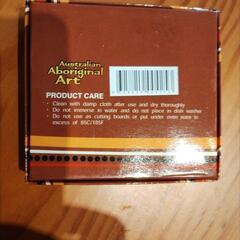 Australian
Aboriginal
Art
PRODUCT CARE
- Clean with damp cloth after use and dry thoroughly
- Do not immerse in water and do not place in dish washer
- Do not use as cutting boards or put under oven ware to
excess of 85C/185F